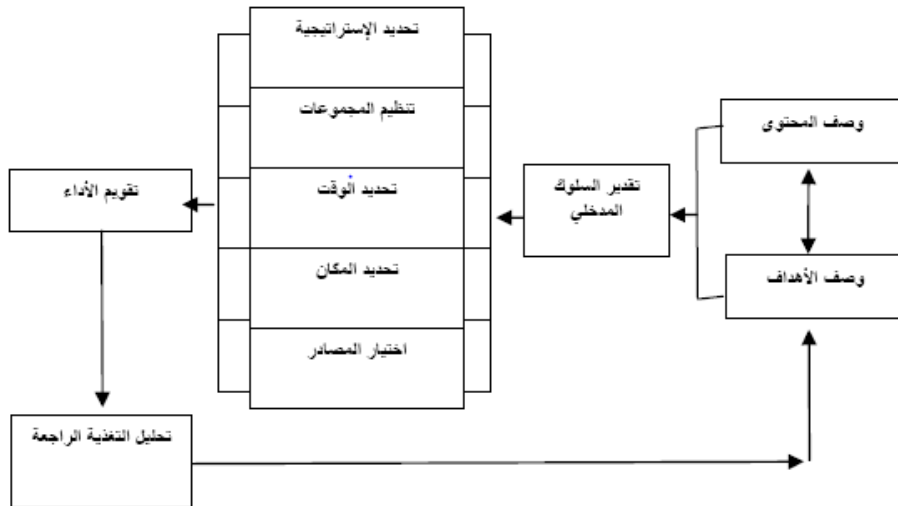 وصف المحتوى
وصف الأهداف
تقدير السلوك
المدخلي
تحديد الإستراتيجية
تنظيم المجموعات
تحديد الوقت
تحديد المكان
اختيار المصادر
تقويم الأداء
تحليل التغذية الراجعة